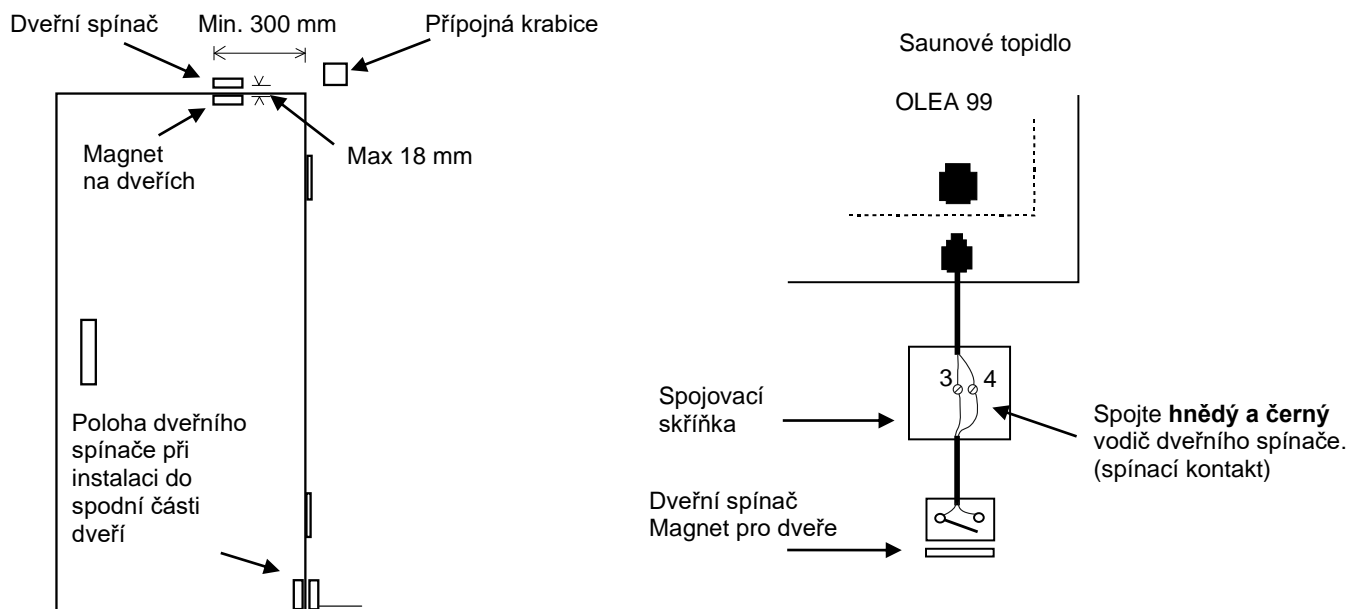 Dveřní spínač
Min. 300 mm
Přípojná krabice
Magnet
na dveřích
Max 18 mm
Poloha dveřního
spínače při
instalaci do
spodní části
dveří
Saunové topidlo
OLEA 99
3 4
Spojovací
skříňka
Spojte hnědý a černý
vodič dveřního spínače.
(spínací kontakt)
Dveřní spínač
Magnet pro dveře